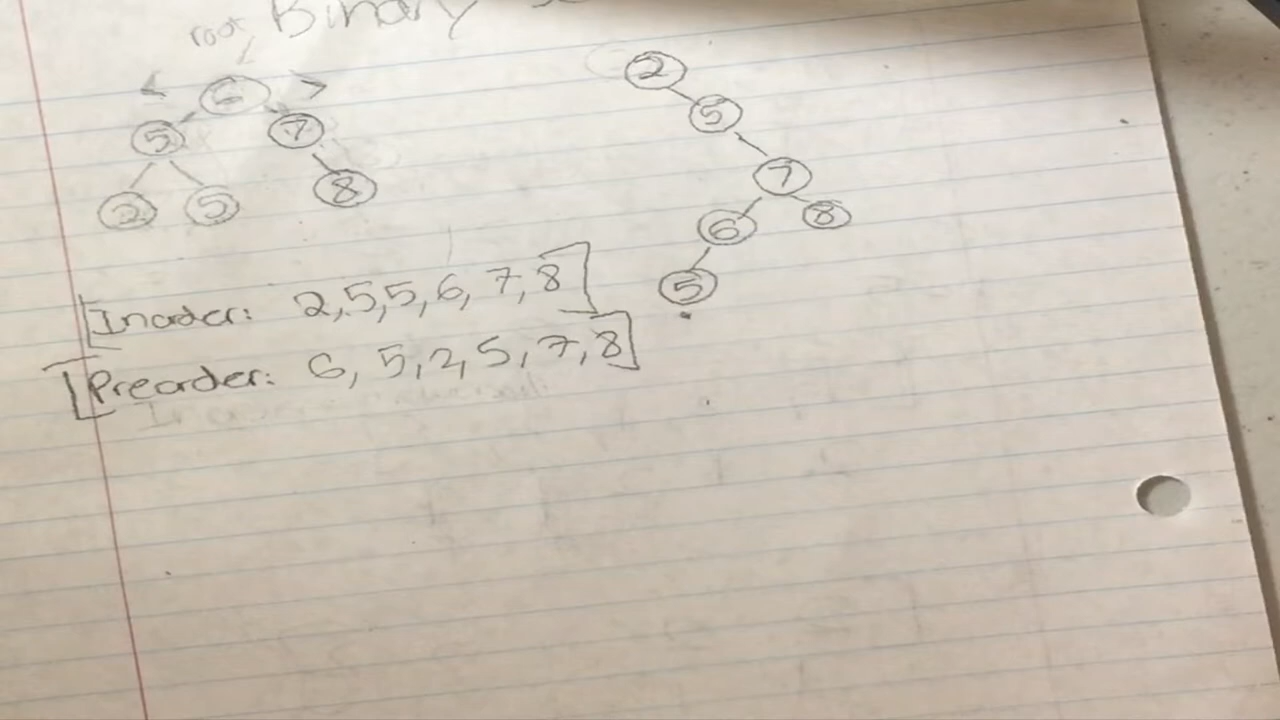 root Binary
< 6 > 2
5 7 5
2 5 8 7
6 8
5
[Inorder: 2,5,5,6,7,8]
[Preorder: 6, 5, 2, 5, 7, 8]